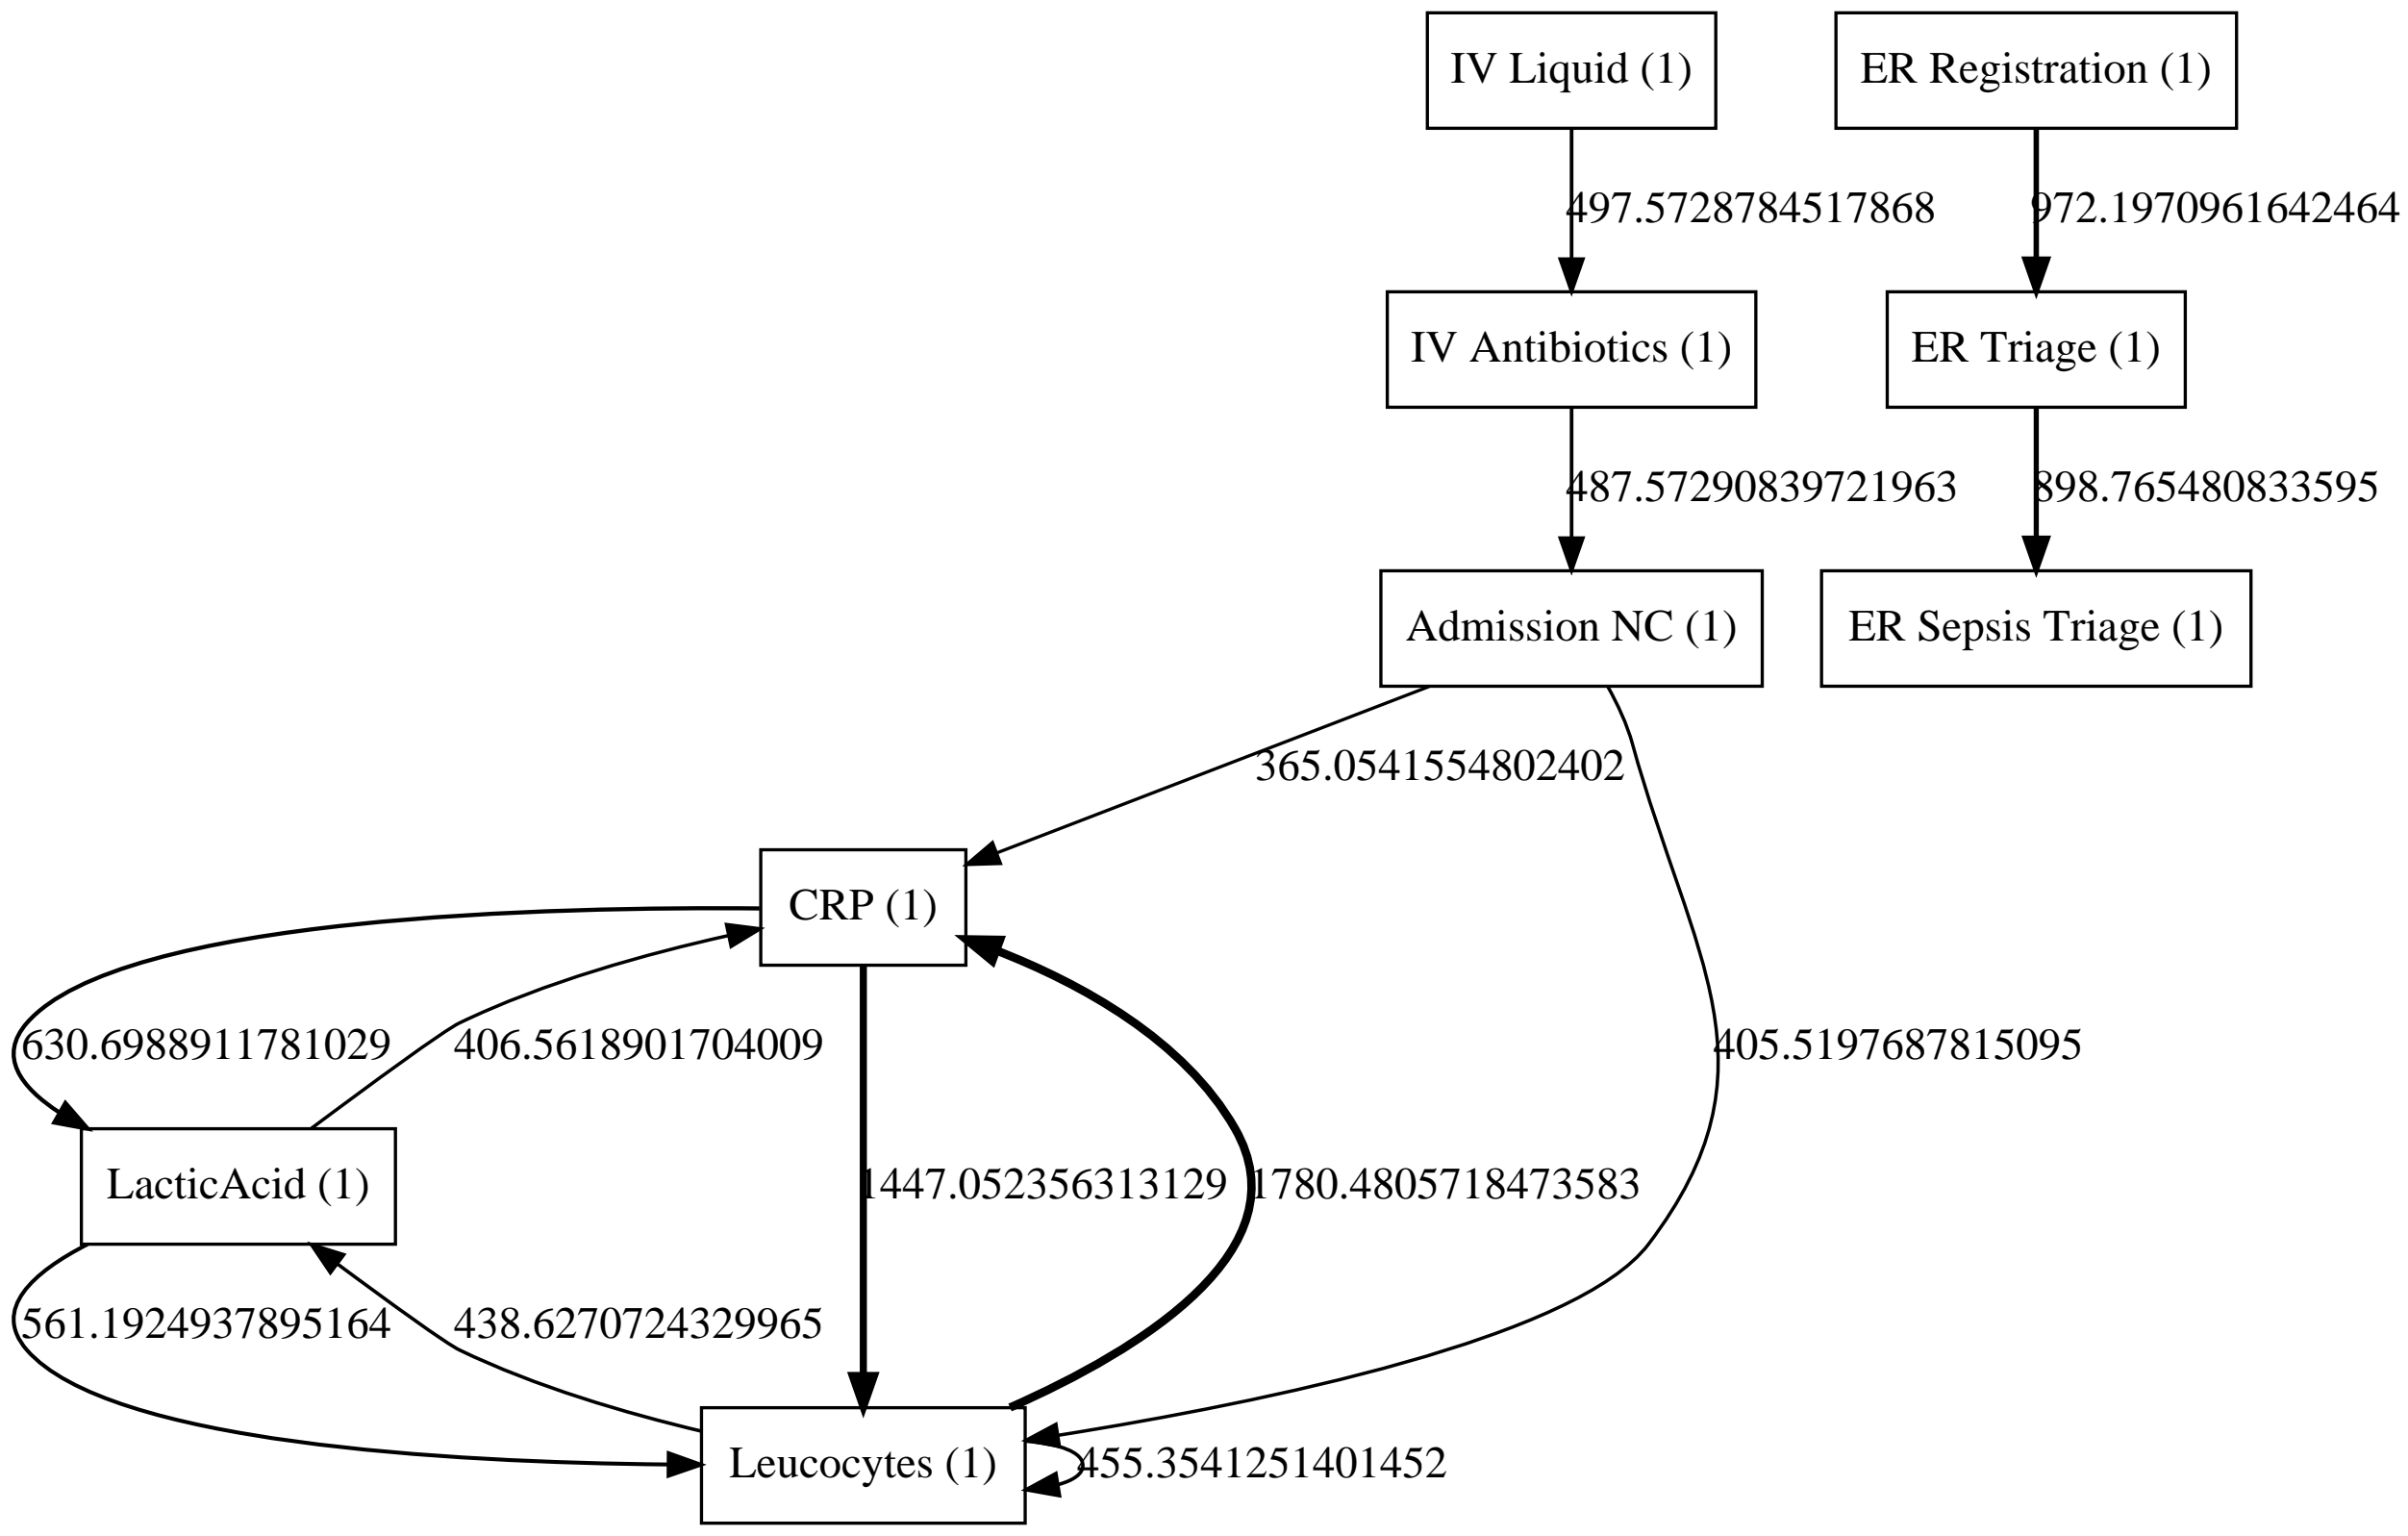 IV Liquid (1)
ER Registration (1)
497.5728784517868
972.1970961642464
IV Antibiotics (1)
ER Triage (1)
487.57290839721963
898.765480833595
Admission NC (1)
ER Sepsis Triage (1)
365.0541554802402
CRP (1)
630.6988911781029
406.5618901704009
405.5197687815095
LacticAcid (1)
1447.052356313129
1780.4805718473583
561.1924937895164
438.6270724329965
Leucocytes (1)
455.3541251401452